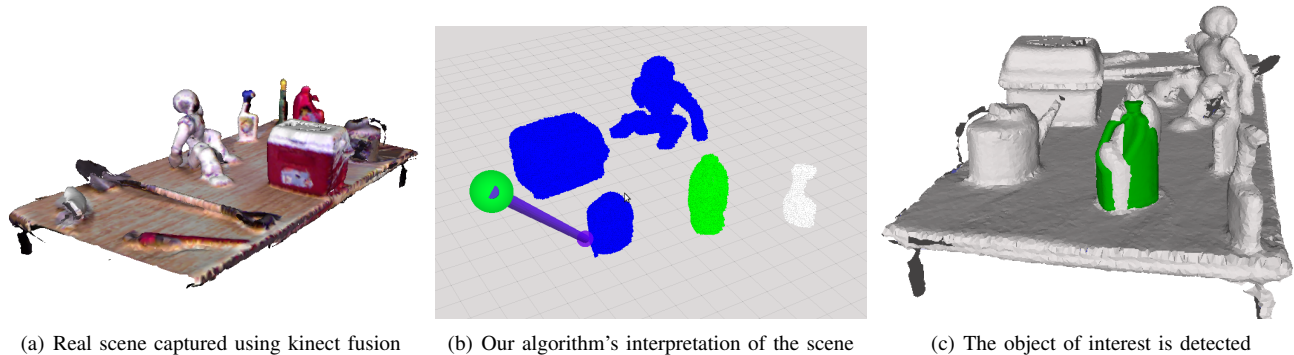 (a) Real scene captured using kinect fusion
(b) Our algorithm's interpretation of the scene
(c) The object of interest is detected